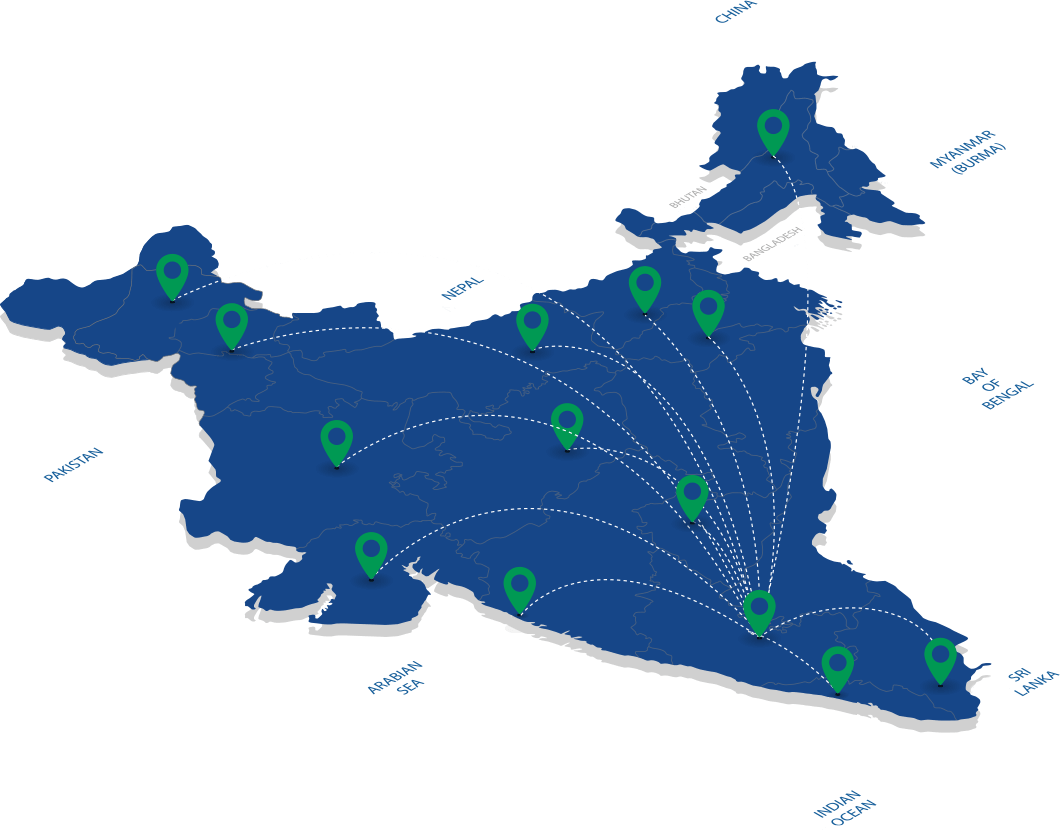 CHINA
MYANMAR
(BURMA)
BHUTAN
BANGLADESH
NEPAL
BAY
OF
BENGAL
PAKISTAN
ARABIAN
SEA
SRI
LANKA
INDIAN
OCEAN